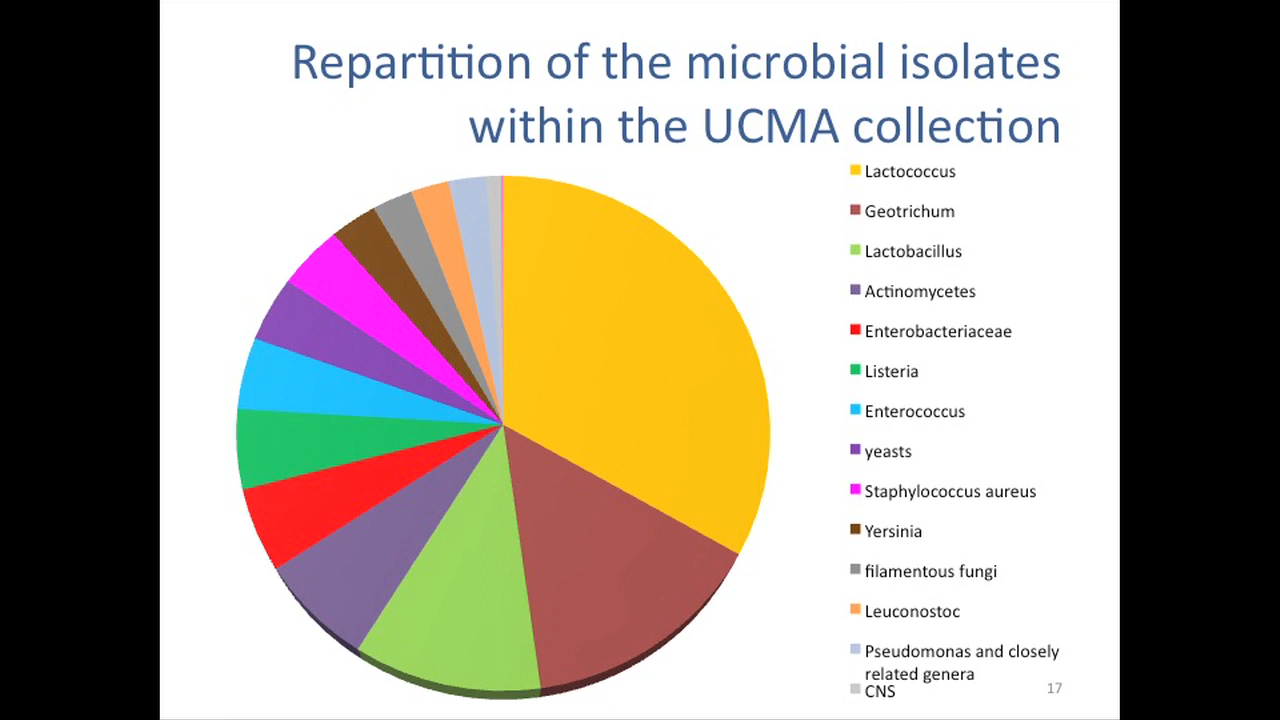 Repartition of the microbial isolates
within the UCMA collection
Lactococcus
Geotrichum
Lactobacillus
Actinomycetes
Enterobacteriaceae
Listeria
Enterococcus
yeasts
Staphylococcus aureus
Yersinia
filamentous fungi
Leuconostoc
Pseudomonas and closely
related genera
CNS
17